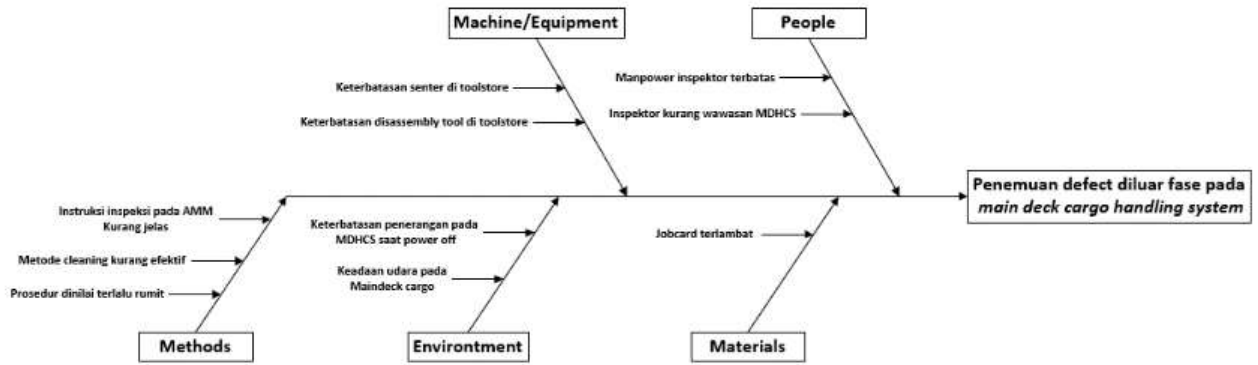 Machine/Equipment
People
Keterbatasan senter di toolstore
Keterbatasan disassembly tool di toolstore
Manpower inspektor terbatas
Inspektor kurang wawasan MDHCS
Penemuan defect diluar fase pada
main deck cargo handling system
Instruksi inspeksi pada AMM
Kurang jelas
Metode cleaning kurang efektif
Prosedur dinilai terlalu rumit
Keterbatasan penerangan pada
MDHCS saat power off
Keadaan udara pada
Maindeck cargo
Jobcard terlambat
Methods
Environtment
Materials